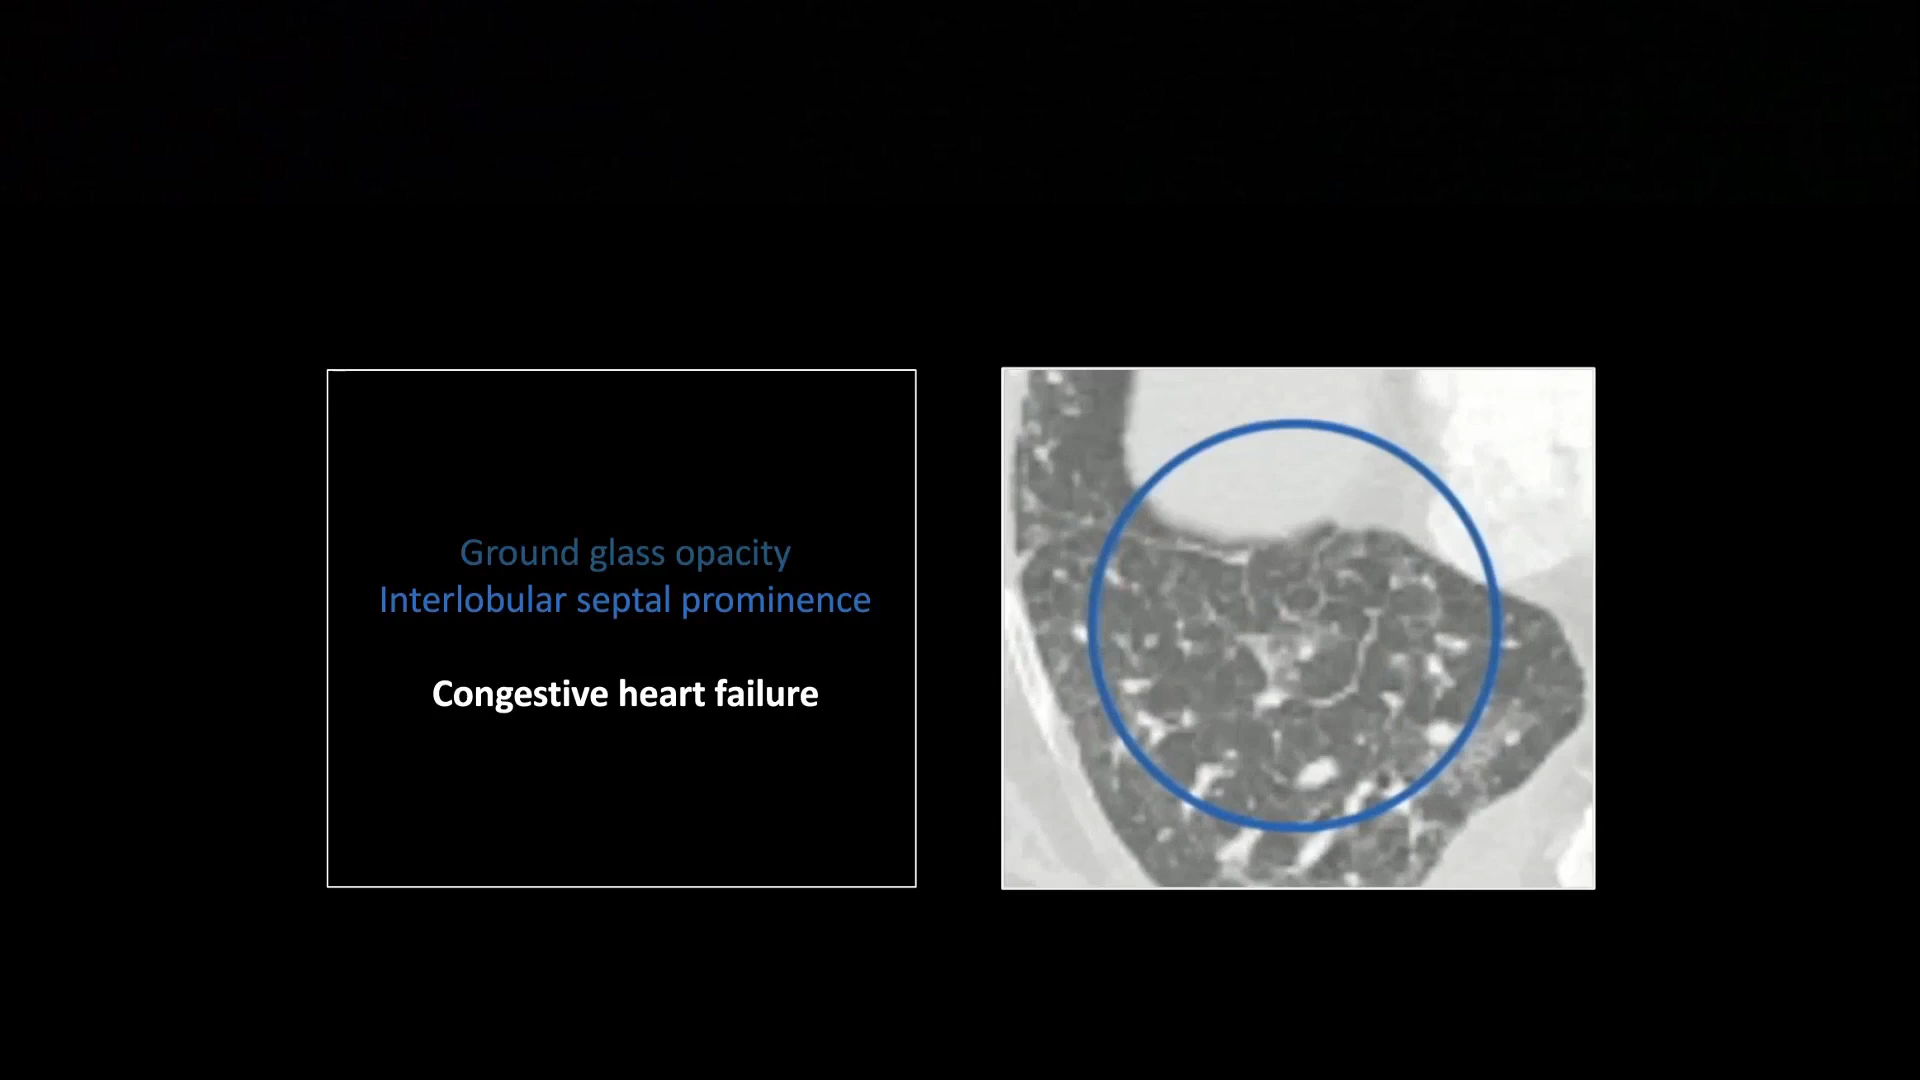 Ground glass opacity
Interlobular septal prominence
Congestive heart failure